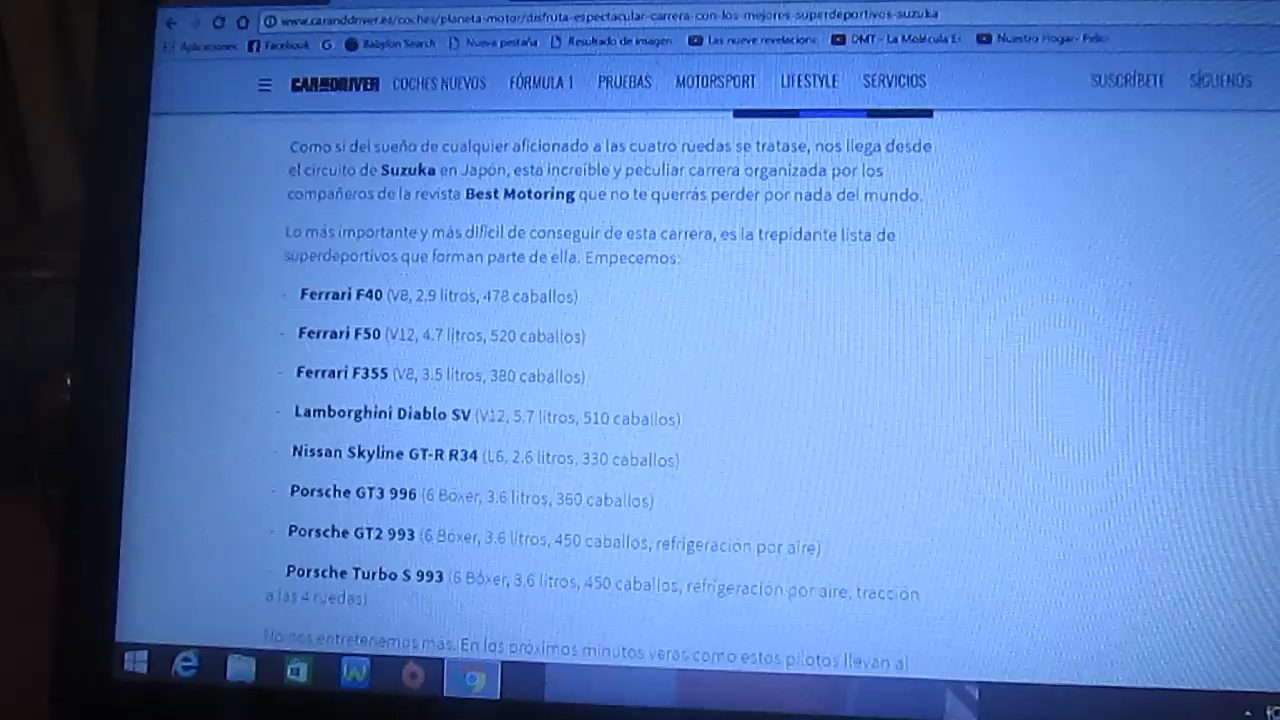 www.caranddriver.es/coches/planeta-motor/disfruta-espectacular-carrera-con-los-mejores-superdeportivos-suzuka
Aplicaciones Facebook G Babylon Search Nueva pestaña Resultado de imagen Las nueve revelacione DMT - La Molécula E Nuestro Hogar- Pelic
CAR AND DRIVER COCHES NUEVOS FÓRMULA 1 PRUEBAS MOTORSPORT LIFESTYLE SERVICIOS SUSCRÍBETE SÍGUENOS
Como si del sueño de cualquier aficionado a las cuatro ruedas se tratase, nos llega desde
el circuito de Suzuka en Japón, esta increíble y peculiar carrera organizada por los
compañeros de la revista Best Motoring que no te querrás perder por nada del mundo.
Lo más importante y más difícil de conseguir de esta carrera, es la trepidante lista de
superdeportivos que forman parte de ella. Empecemos:
- Ferrari F40 (V8, 2.9 litros, 478 caballos)
- Ferrari F50 (V12, 4.7 litros, 520 caballos)
- Ferrari F355 (V8, 3.5 litros, 380 caballos)
- Lamborghini Diablo SV (V12, 5.7 litros, 510 caballos)
- Nissan Skyline GT-R R34 (L6, 2.6 litros, 330 caballos)
- Porsche GT3 996 (6 Bóxer, 3.6 litros, 360 caballos)
- Porsche GT2 993 (6 Bóxer, 3.6 litros, 450 caballos, refrigeración por aire)
- Porsche Turbo S 993 (6 Bóxer, 3.6 litros, 450 caballos, refrigeración por aire, tracción
a las 4 ruedas)
No nos entretenemos más. En los próximos minutos verás como estos pilotos llevan al